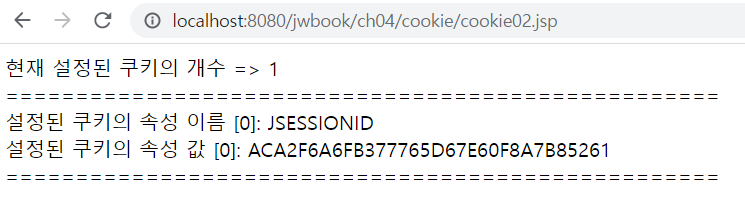 localhost:8080/jwbook/ch04/cookie/cookie02.jsp
현재 설정된 쿠키의 개수 => 1
===================================================
설정된 쿠키의 속성 이름 [0]: JSESSIONID
설정된 쿠키의 속성 값 [0]: ACA2F6A6FB377765D67E60F8A7B85261
===================================================